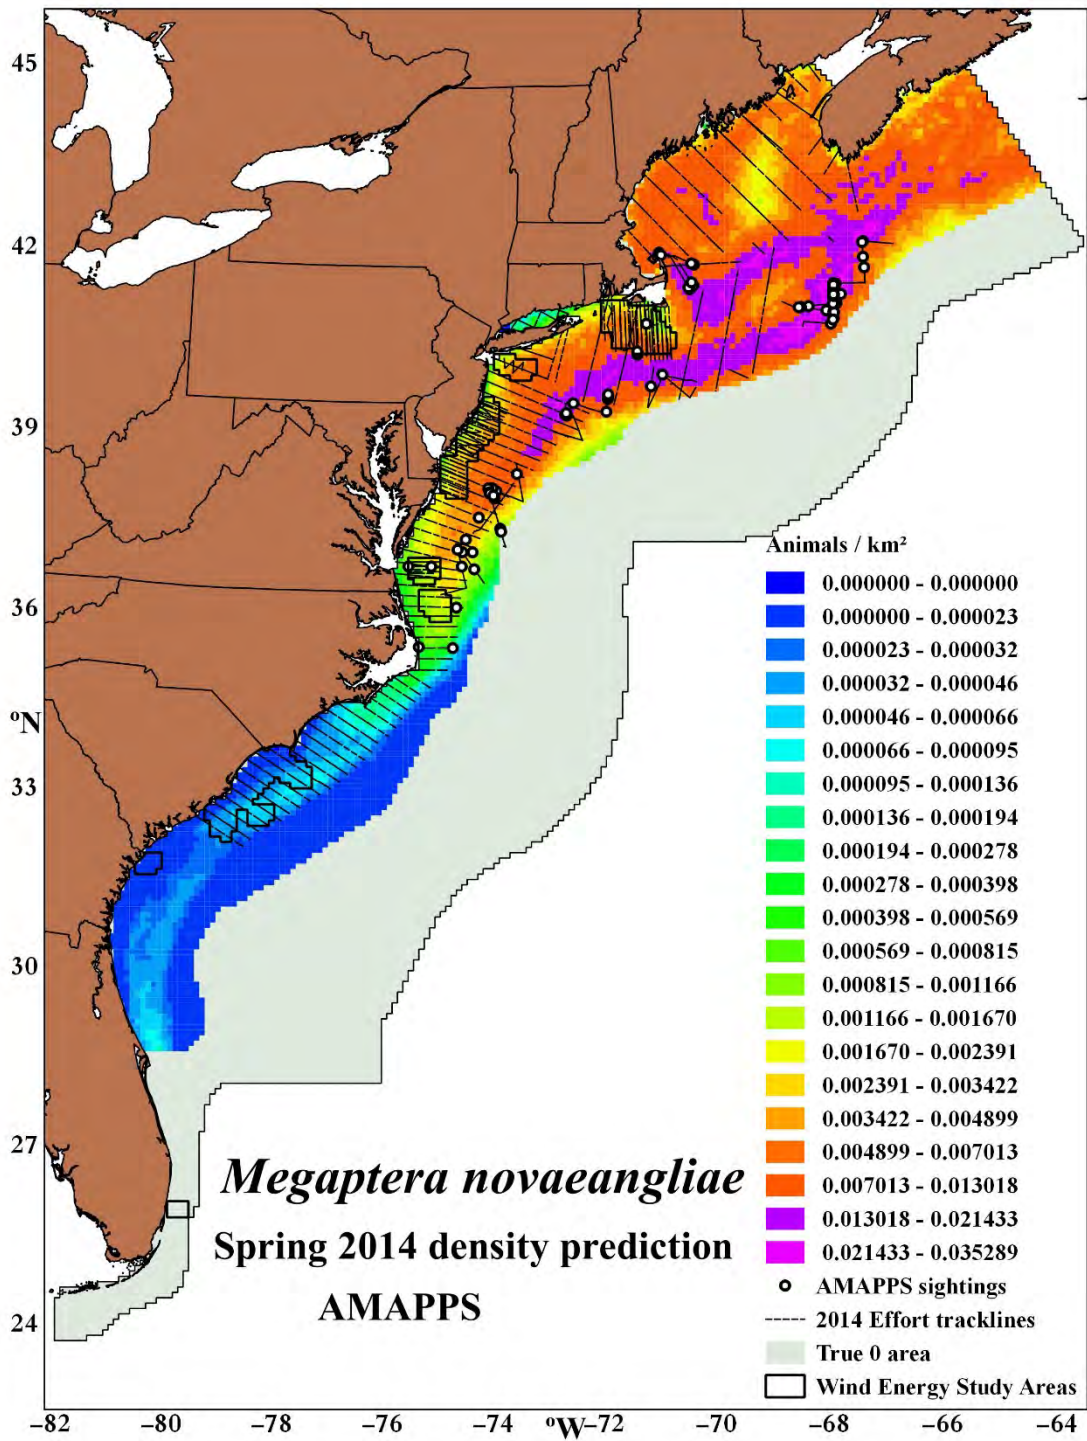 45
42
39
36
ºN
33
30
27
24
Animals / km²
0.000000 - 0.000000
0.000000 - 0.000023
0.000023 - 0.000032
0.000032 - 0.000046
0.000046 - 0.000066
0.000066 - 0.000095
0.000095 - 0.000136
0.000136 - 0.000194
0.000194 - 0.000278
0.000278 - 0.000398
0.000398 - 0.000569
0.000569 - 0.000815
0.000815 - 0.001166
0.001166 - 0.001670
0.001670 - 0.002391
0.002391 - 0.003422
0.003422 - 0.004899
0.004899 - 0.007013
0.007013 - 0.013018
0.013018 - 0.021433
0.021433 - 0.035289
AMAPPS sightings
2014 Effort tracklines
True 0 area
Wind Energy Study Areas
Megaptera novaeangliae
Spring 2014 density prediction
AMAPPS
−82 −80 −78 −76 −74 ºW −72 −70 −68 −66 −64